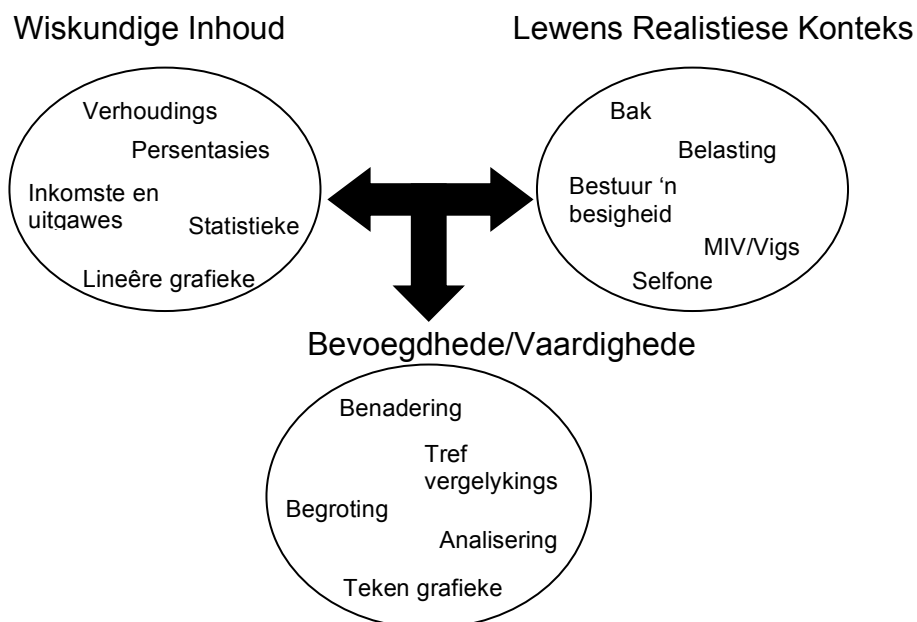 Wiskundige Inhoud
Verhoudings
Persentasies
Inkomste en
uitgawes
Statistieke
Lineêre grafieke
Lewens Realistiese Konteks
Bak
Belasting
Bestuur ‘n
besigheid
MIV/Vigs
Selfone
Bevoegdhede/Vaardighede
Benadering
Tref
vergelykings
Begroting
Analisering
Teken grafieke